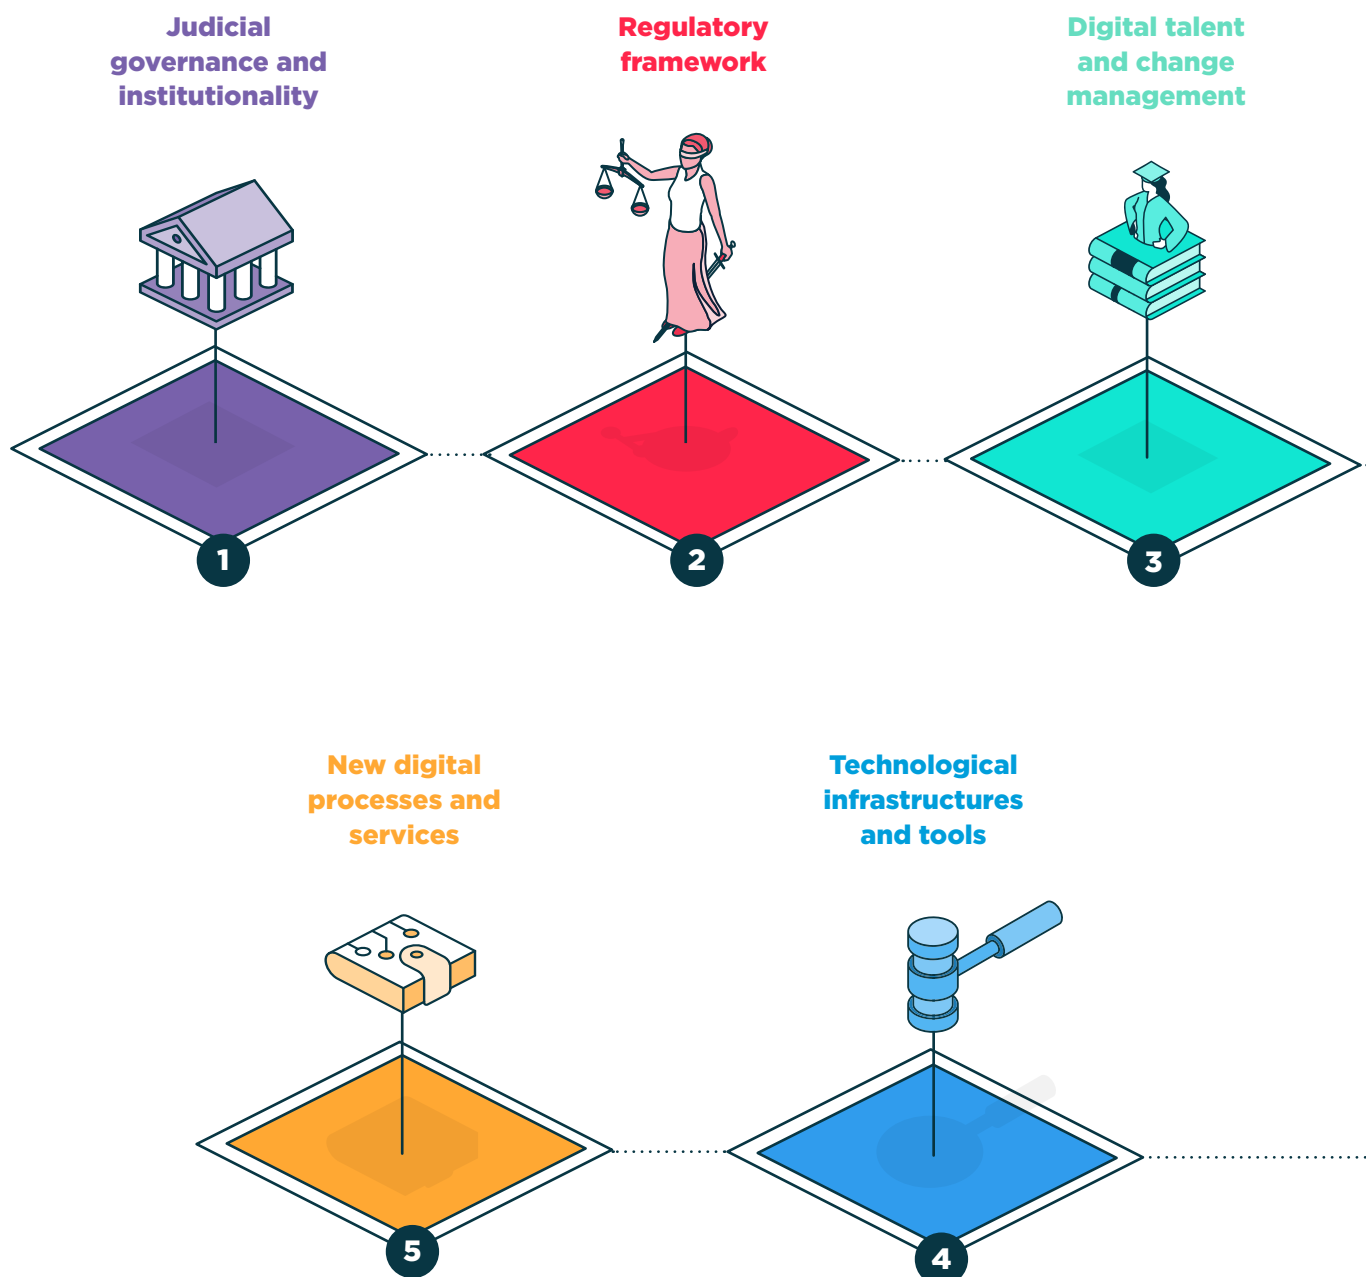 Judicial
governance and
institutionality
Regulatory
framework
Digital talent
and change
management
1
2
3
New digital
processes and
services
Technological
infrastructures
and tools
5
4